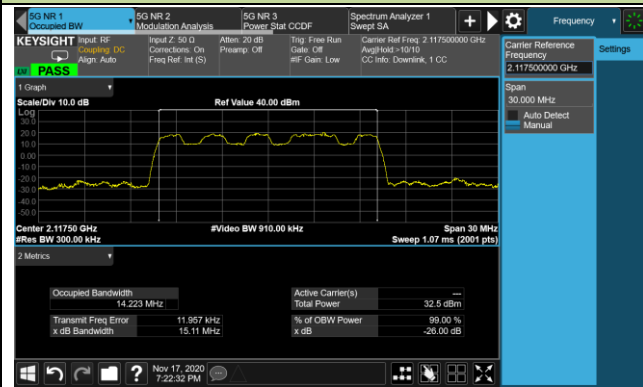 5G NR 1
Occupied BW
5G NR 2
Modulation Analysis
5G NR 3
Power Stat CCDF
Spectrum Analyzer 1
Swept SA
Frequency
KEYSIGHT
Input: RF
Coupling: DC
Align: Auto
Input Z: 50 Ω
Corrections: On
Freq Ref: Int (S)
Atten: 20 dB
Preamp: Off
Trig: Free Run
Gate: Off
#IF Gain: Low
Carrier Ref Freq: 2.117500000 GHz
Avg|Hold:>10/10
CC Info: Downlink, 1 CC
PASS
Carrier Reference
Frequency
2.117500000 GHz
Settings
Span
30.000 MHz
Auto Detect
Manual
1 Graph
Scale/Div 10.0 dB
Ref Value 40.00 dBm
Log
30.0
20.0
10.0
0.00
-10.0
-20.0
-30.0
-40.0
-50.0
Center 2.11750 GHz
#Video BW 910.00 kHz
Span 30 MHz
#Res BW 300.00 kHz
Sweep 1.07 ms (2001 pts)
2 Metrics
Occupied Bandwidth
14.223 MHz
Active Carrier(s)
---
Total Power
32.5 dBm
Transmit Freq Error
11.957 kHz
% of OBW Power
99.00 %
x dB Bandwidth
15.11 MHz
x dB
-26.00 dB
Nov 17, 2020
7:22:32 PM